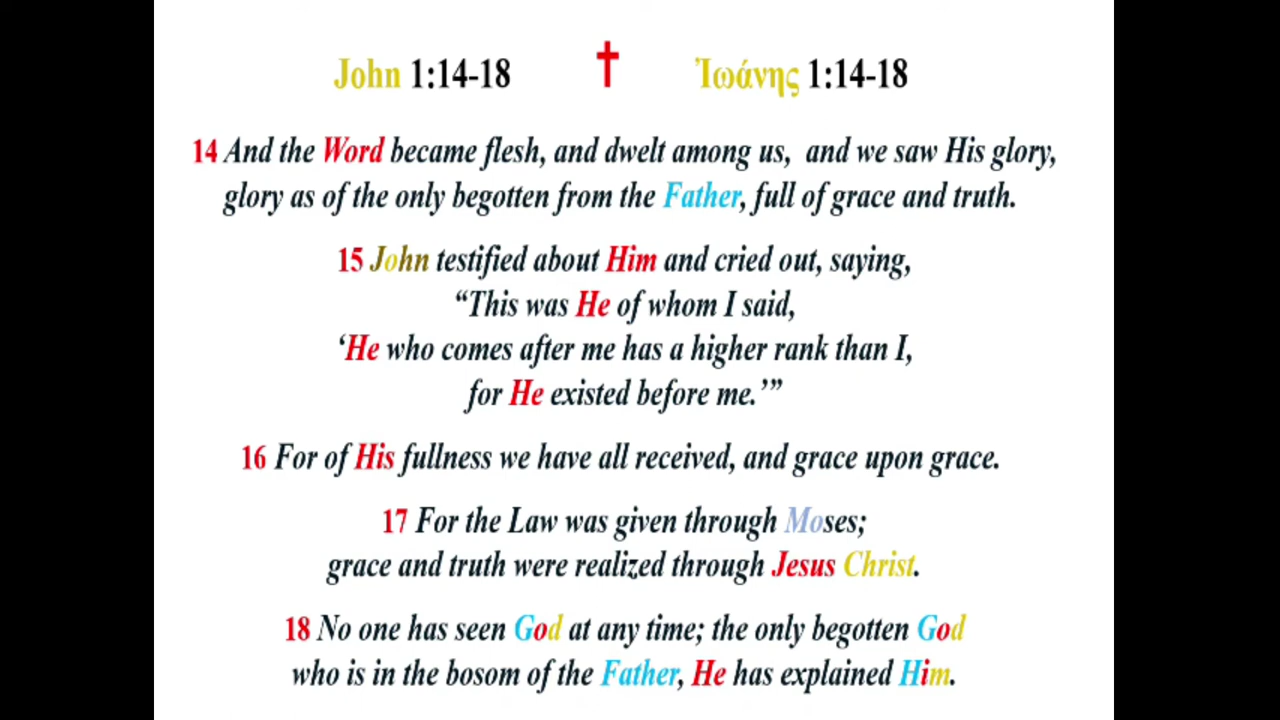 John 1:14-18 ✝ Ἰωάνης 1:14-18
14 And the Word became flesh, and dwelt among us, and we saw His glory,
glory as of the only begotten from the Father, full of grace and truth.
15 John testified about Him and cried out, saying,
“This was He of whom I said,
‘He who comes after me has a higher rank than I,
for He existed before me.’”
16 For of His fullness we have all received, and grace upon grace.
17 For the Law was given through Moses;
grace and truth were realized through Jesus Christ.
18 No one has seen God at any time; the only begotten God
who is in the bosom of the Father, He has explained Him.